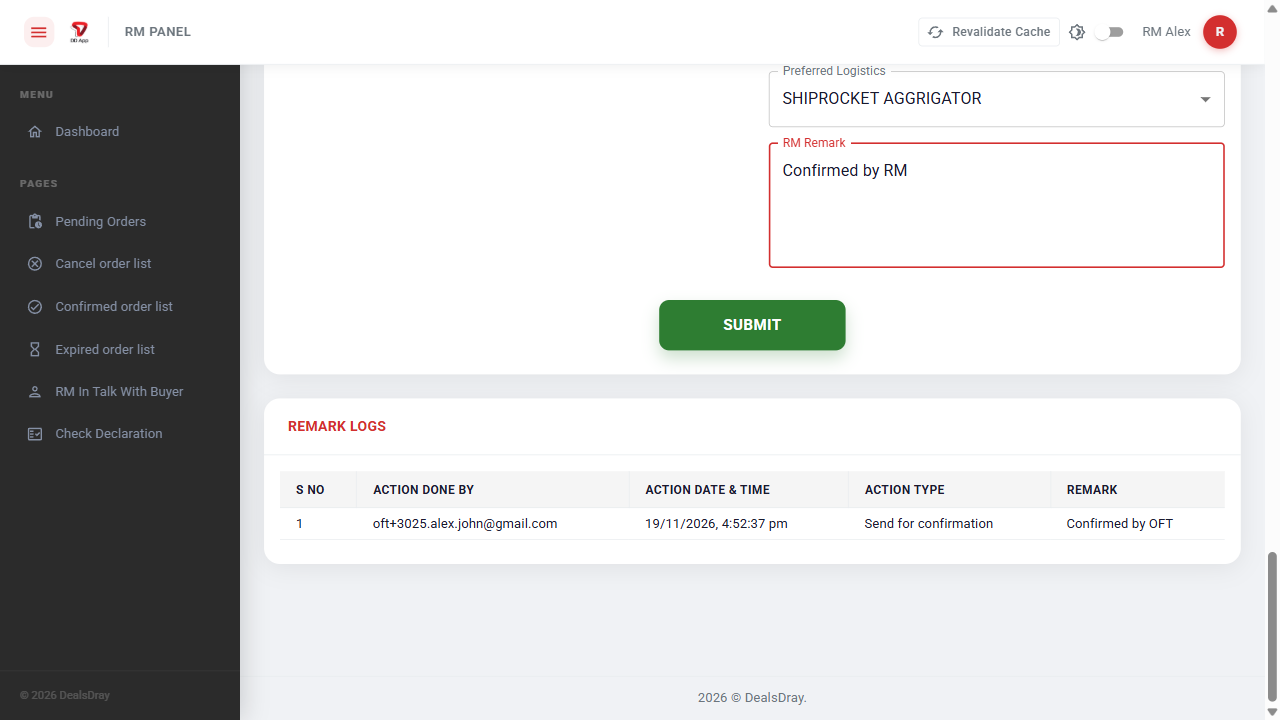 DD App
RM PANEL
Revalidate Cache
RM Alex
R
MENU
Dashboard
PAGES
Pending Orders
Cancel order list
Confirmed order list
Expired order list
RM In Talk With Buyer
Check Declaration
© 2026 DealsDray
Preferred Logistics
SHIPROCKET AGGRIGATOR
RM Remark
Confirmed by RM
SUBMIT
REMARK LOGS
S NO ACTION DONE BY ACTION DATE & TIME ACTION TYPE REMARK
1 oft+3025.alex.john@gmail.com 19/11/2026, 4:52:37 pm Send for confirmation Confirmed by OFT
2026 © DealsDray.